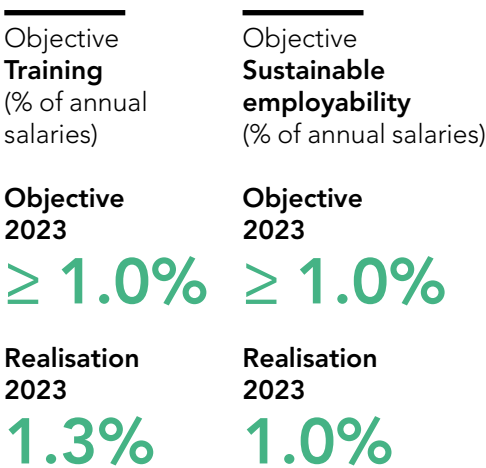 Objective
Training
(% of annual
salaries)
Objective
2023
≥ 1.0%
Realisation
2023
1.3%
Objective
Sustainable
employability
(% of annual salaries)
Objective
2023
≥ 1.0%
Realisation
2023
1.0%